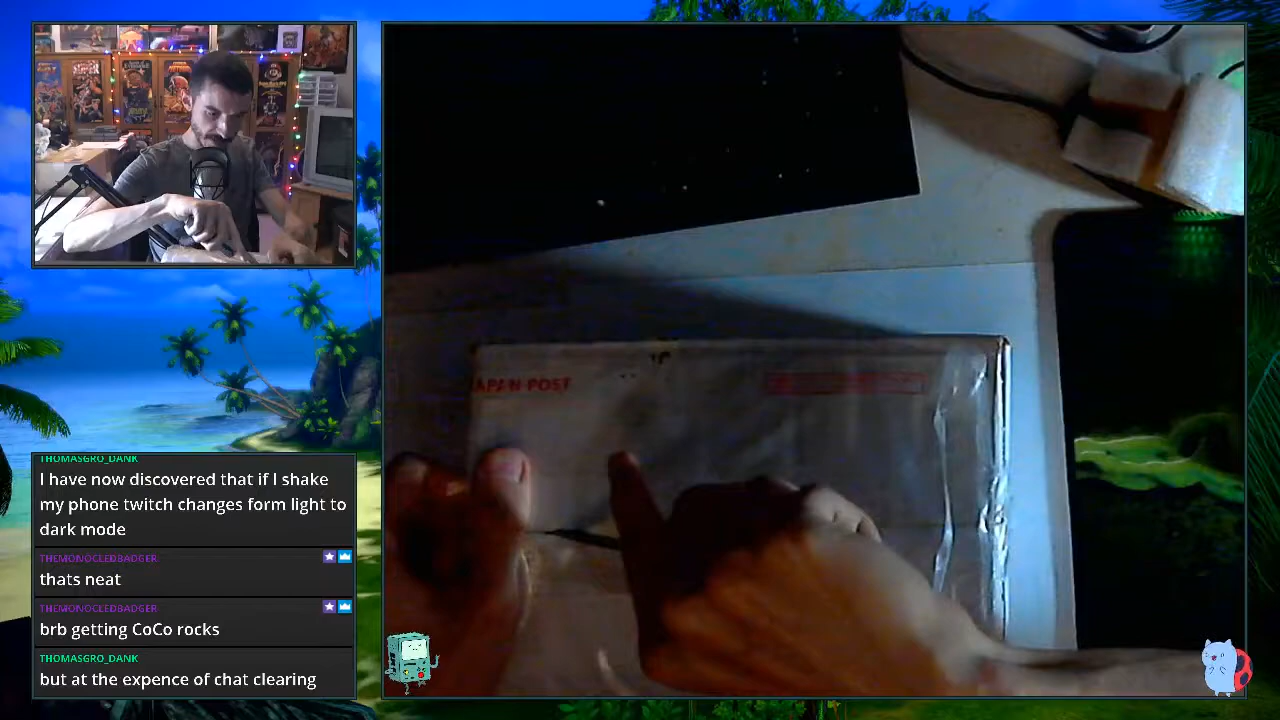 THOMASGRO_DANK
I have now discovered that if I shake
my phone twitch changes form light to
dark mode
THEMONOCLEDBADGER
thats neat
THEMONOCLEDBADGER
brb getting CoCo rocks
THOMASGRO_DANK
but at the expence of chat clearing
APAN POST